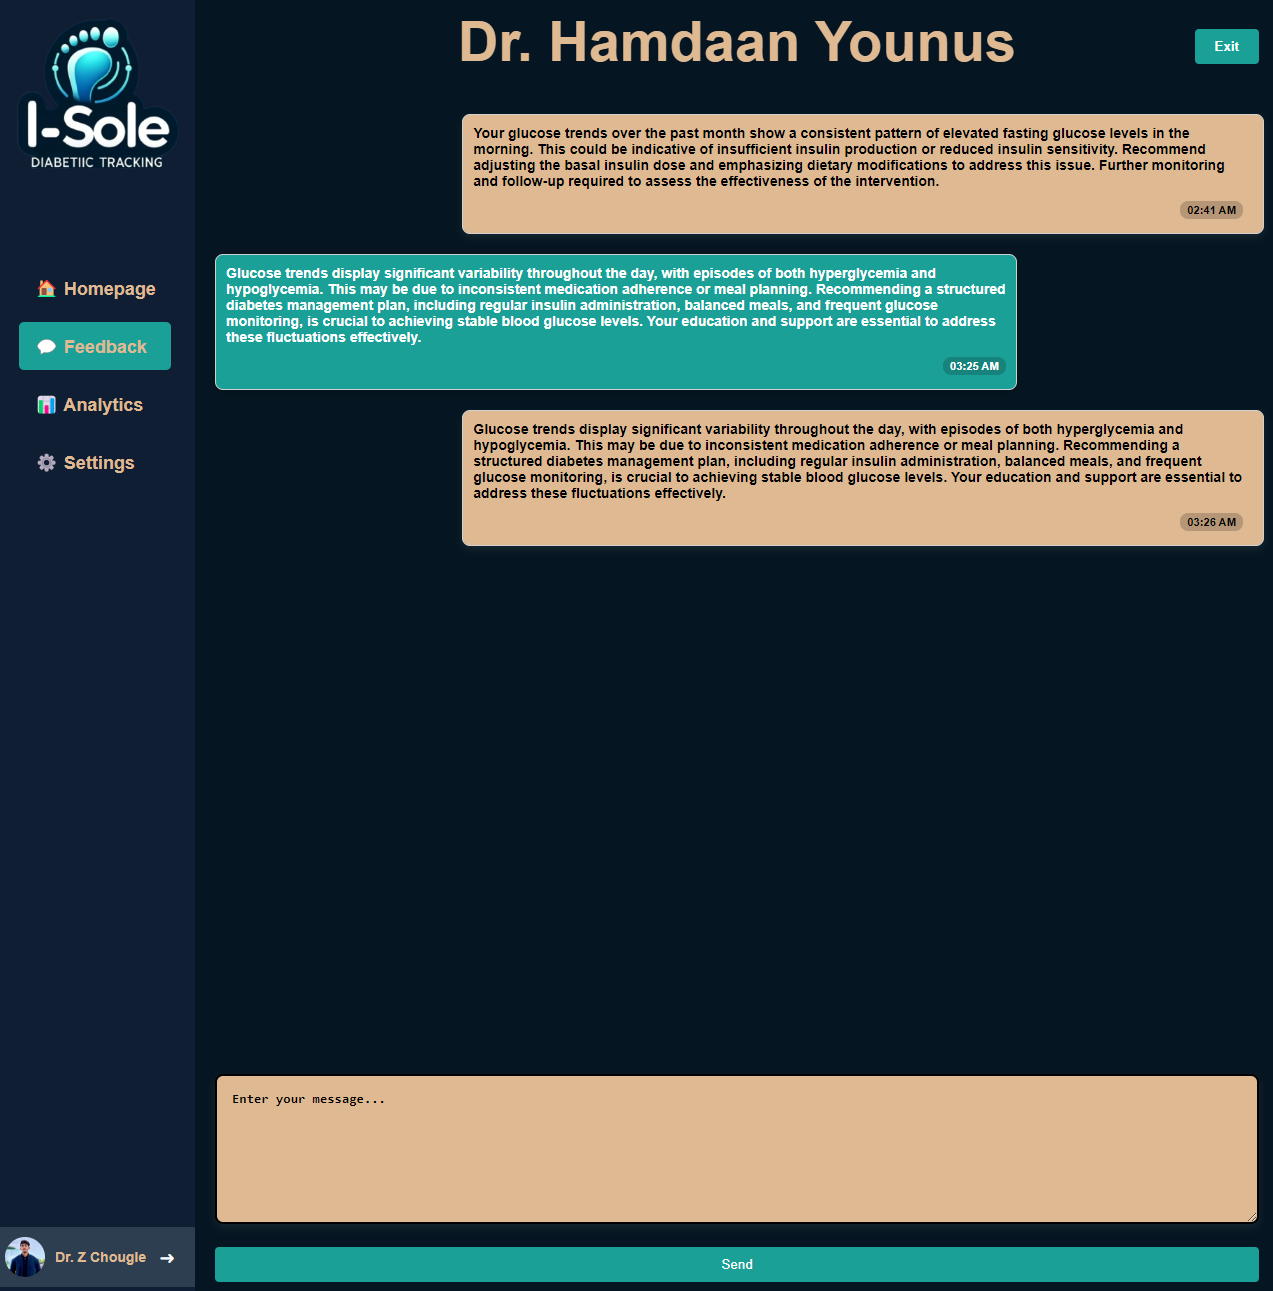 I-Sole
DIABETIIC TRACKING
Homepage
Feedback
Analytics
Settings
Dr. Z Chougle
Dr. Hamdaan Younus
Exit
Your glucose trends over the past month show a consistent pattern of elevated fasting glucose levels in the
morning. This could be indicative of insufficient insulin production or reduced insulin sensitivity. Recommend
adjusting the basal insulin dose and emphasizing dietary modifications to address this issue. Further monitoring
and follow-up required to assess the effectiveness of the intervention.
02:41 AM
Glucose trends display significant variability throughout the day, with episodes of both hyperglycemia and
hypoglycemia. This may be due to inconsistent medication adherence or meal planning. Recommending a structured
diabetes management plan, including regular insulin administration, balanced meals, and frequent glucose
monitoring, is crucial to achieving stable blood glucose levels. Your education and support are essential to address
these fluctuations effectively.
03:25 AM
Glucose trends display significant variability throughout the day, with episodes of both hyperglycemia and
hypoglycemia. This may be due to inconsistent medication adherence or meal planning. Recommending a
structured diabetes management plan, including regular insulin administration, balanced meals, and frequent
glucose monitoring, is crucial to achieving stable blood glucose levels. Your education and support are essential to
address these fluctuations effectively.
03:26 AM
Enter your message...
Send